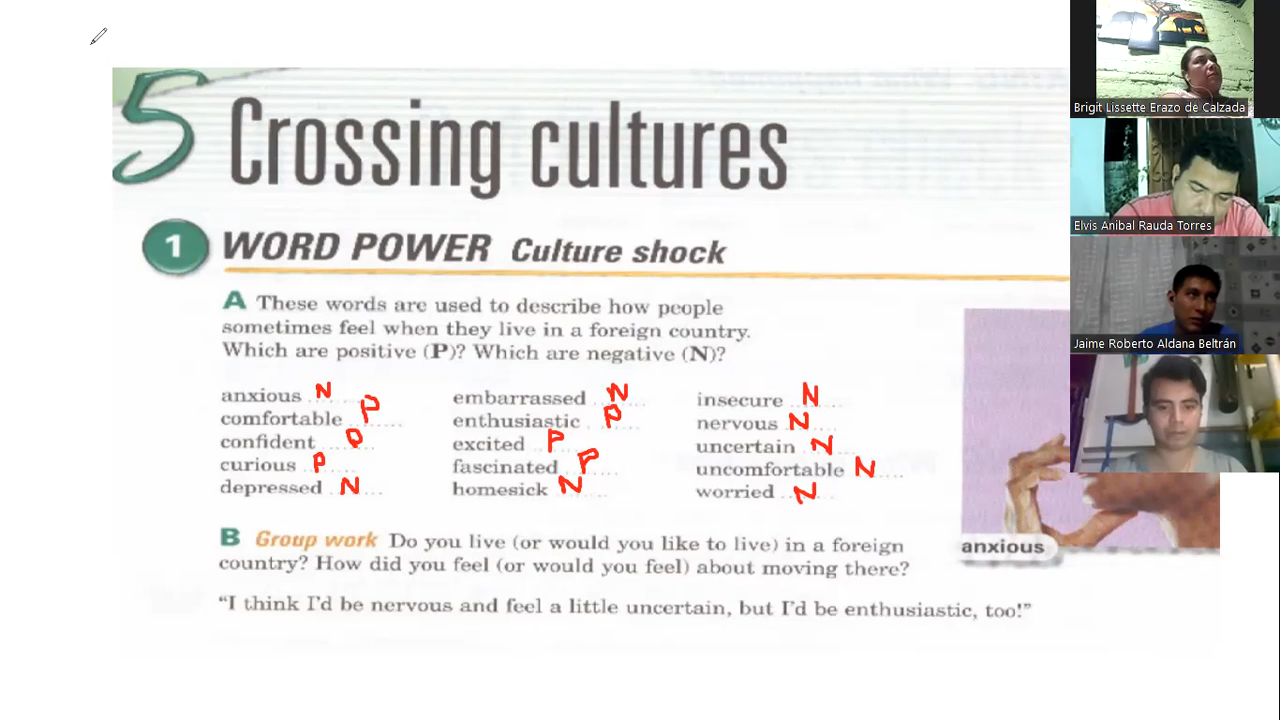 5 Crossing cultures
1 WORD POWER Culture shock
A These words are used to describe how people
sometimes feel when they live in a foreign country.
Which are positive (P)? Which are negative (N)?
anxious N
comfortable P
confident P
curious P
depressed N
embarrassed N
enthusiastic P
excited P
fascinated P
homesick N
insecure N
nervous N
uncertain N
uncomfortable N
worried N
anxious
B Group work Do you live (or would you like to live) in a foreign
country? How did you feel (or would you feel) about moving there?
“I think I’d be nervous and feel a little uncertain, but I’d be enthusiastic, too!”
Brigit Lissette Erazo de Calzada
Elvis Anibal Rauda Torres
Jaime Roberto Aldana Beltrán